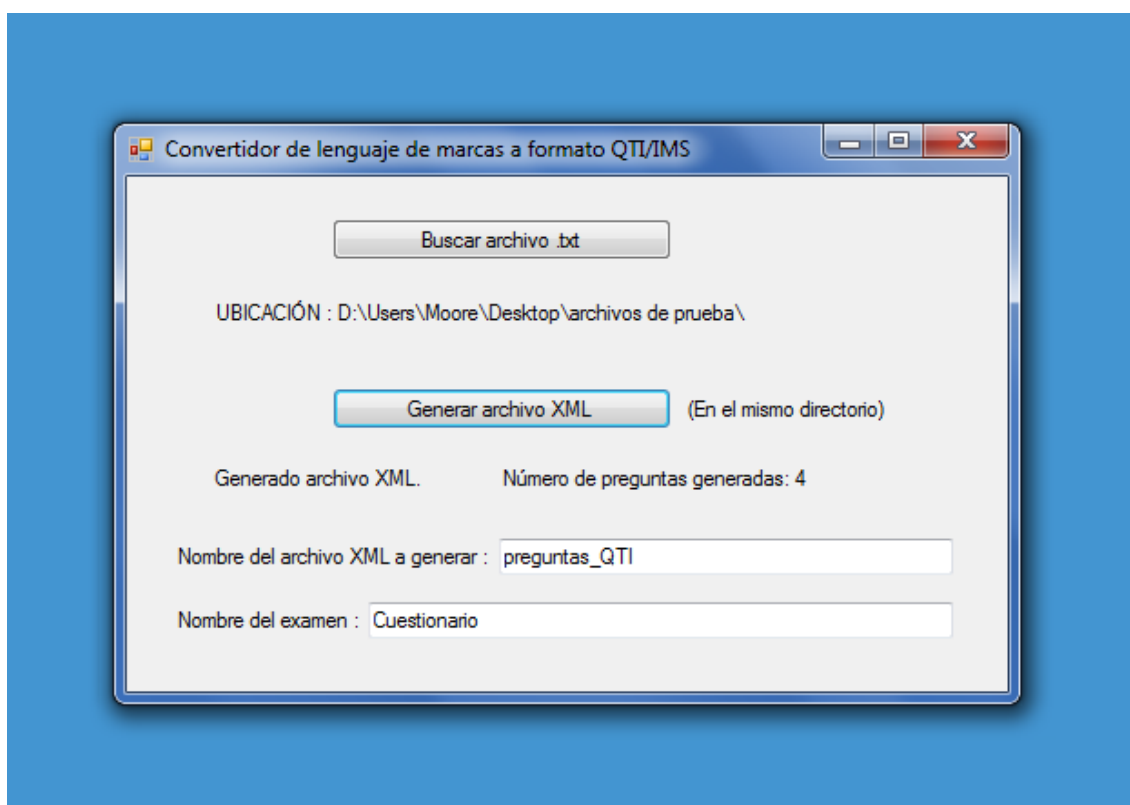 Convertidor de lenguaje de marcas a formato QTI/IMS
Buscar archivo .txt
UBICACIÓN : D:\Users\Moore\Desktop\archivos de prueba\
Generar archivo XML (En el mismo directorio)
Generado archivo XML. Número de preguntas generadas: 4
Nombre del archivo XML a generar : preguntas_QTI
Nombre del examen : Cuestionario